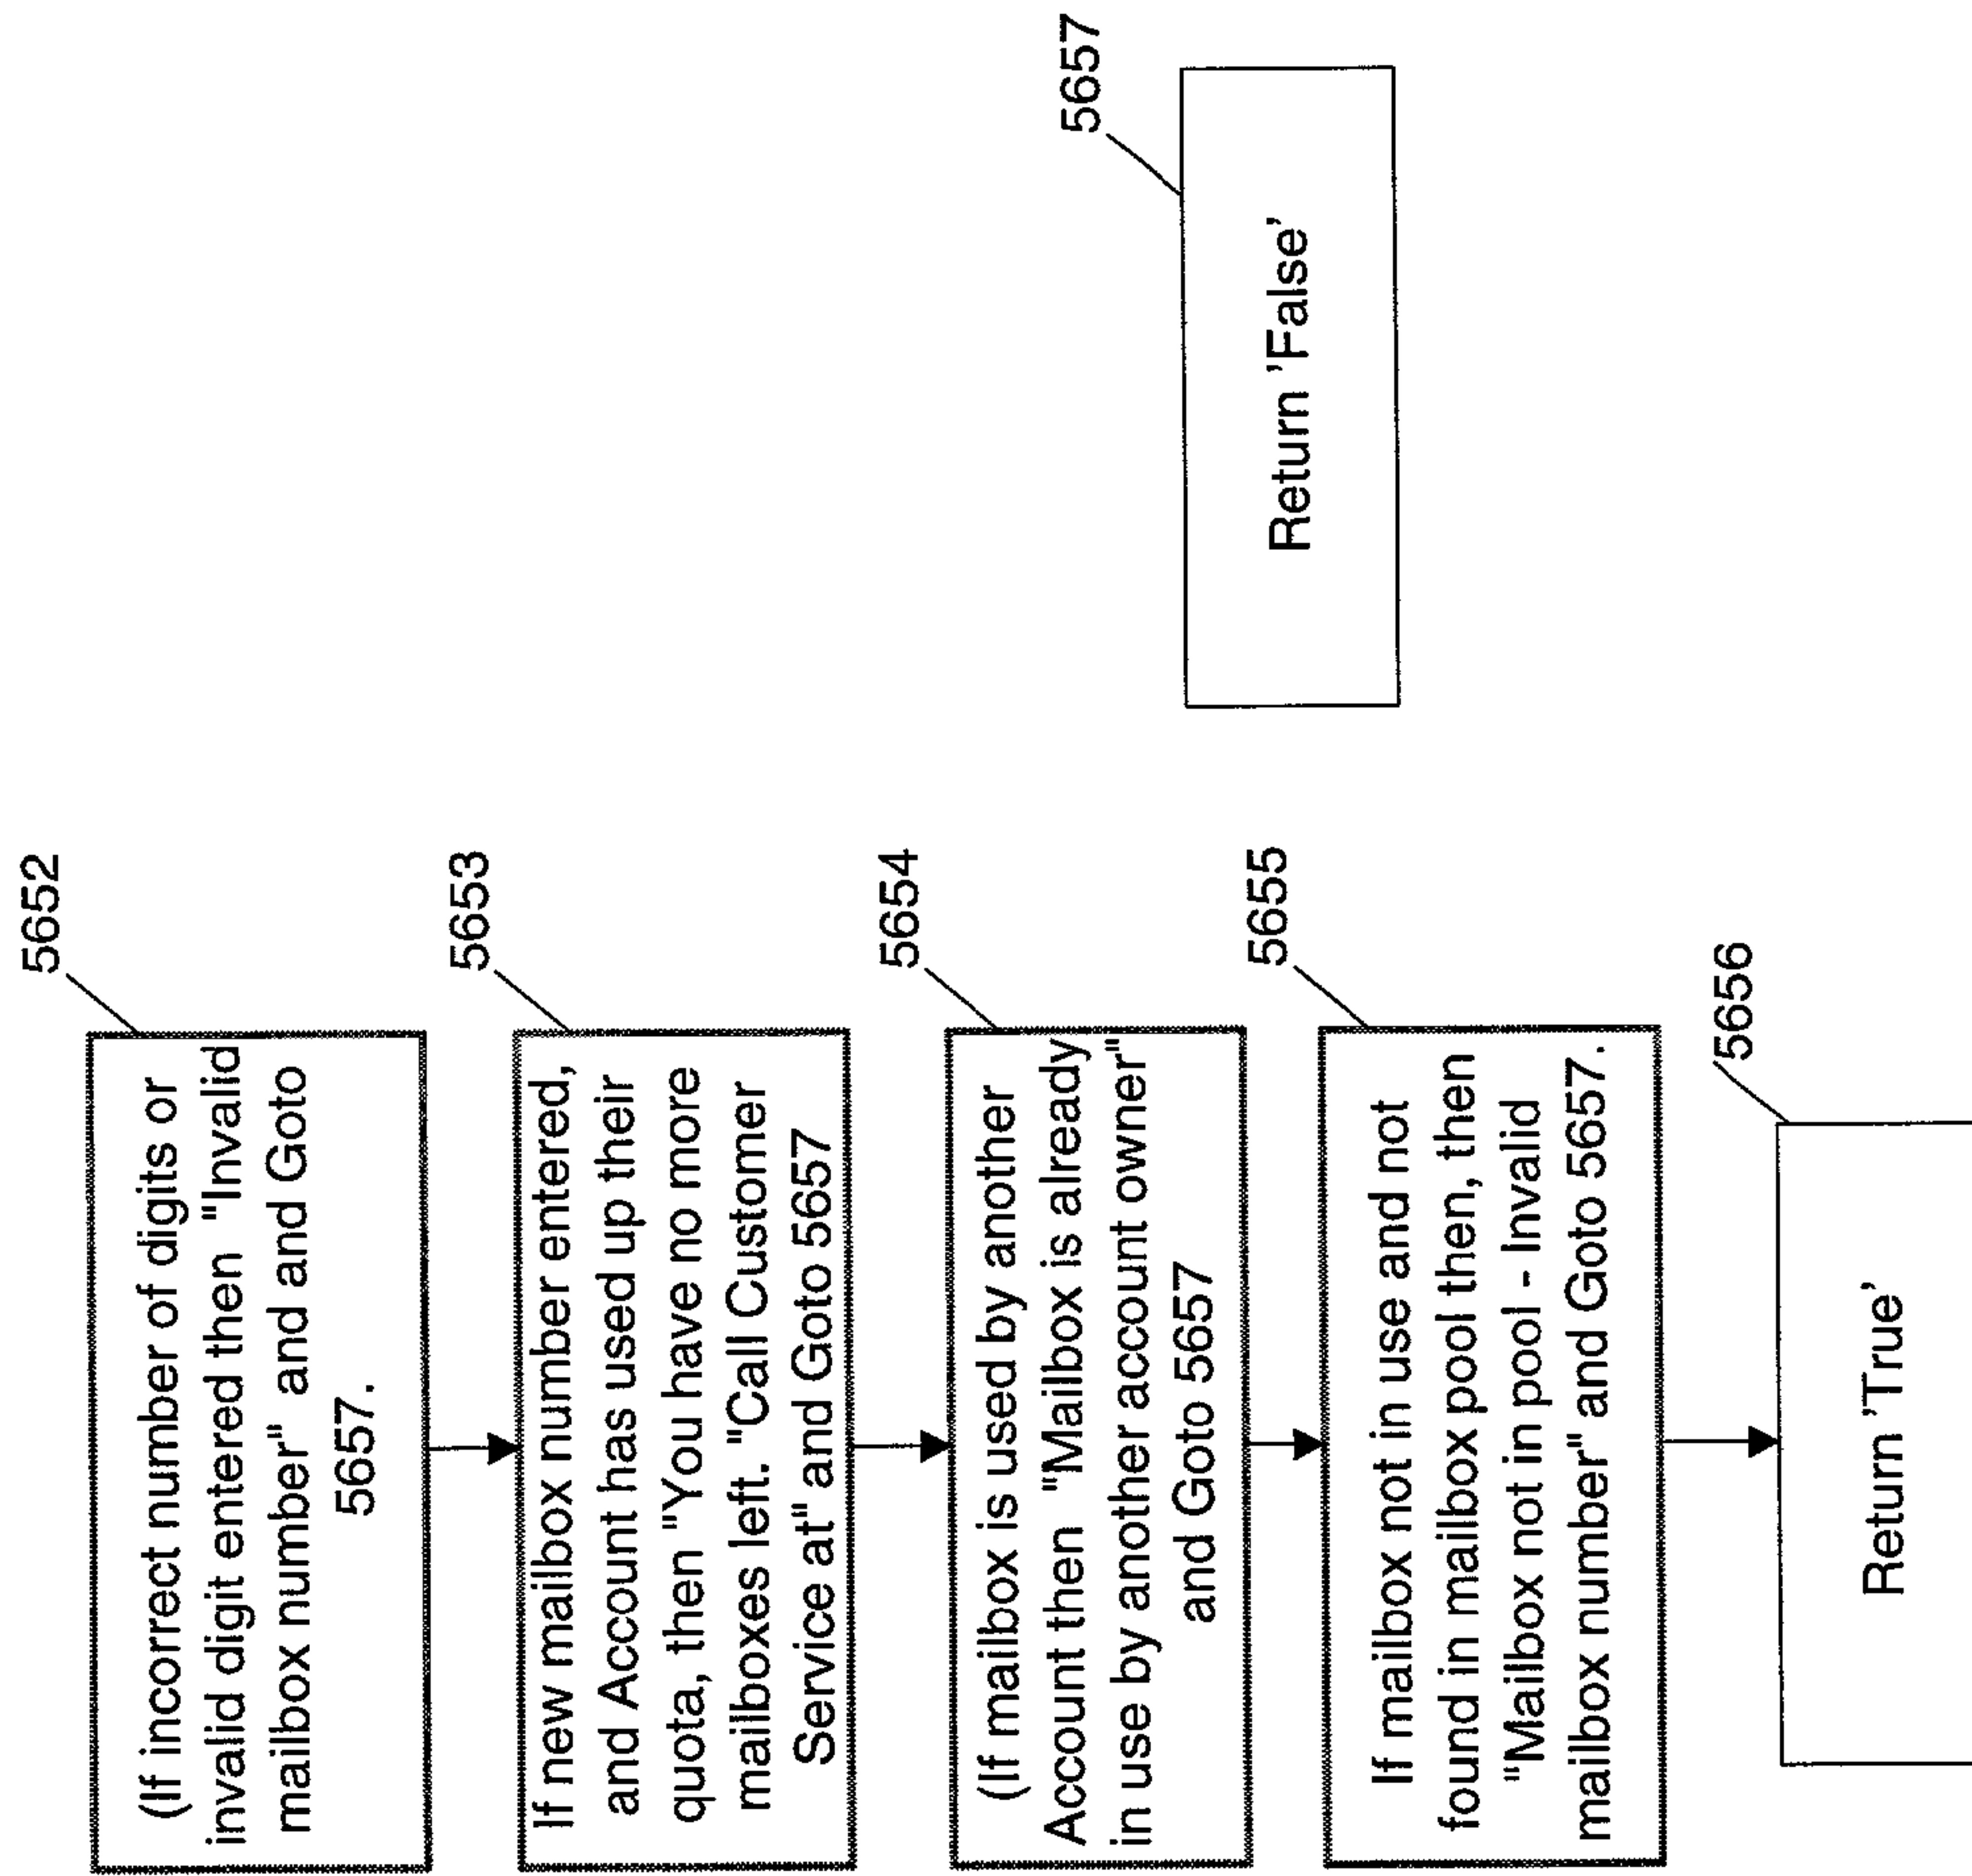 5652
(If incorrect number of digits or
invalid digit entered then "Invalid
mailbox number" and and Goto
5657.
5653
If new mailbox number entered,
and Account has used up their
quota, then "You have no more
mailboxes left. "Call Customer
Service at" and Goto 5657
5654
(If mailbox is used by another
Account then "Mailbox is already
in use by another account owner"
and Goto 5657
5655
If mailbox not in use and not
found in mailbox pool then, then
"Mailbox not in pool - Invalid
mailbox number" and Goto 5657.
5656
Return 'True'
5657
Return 'False'